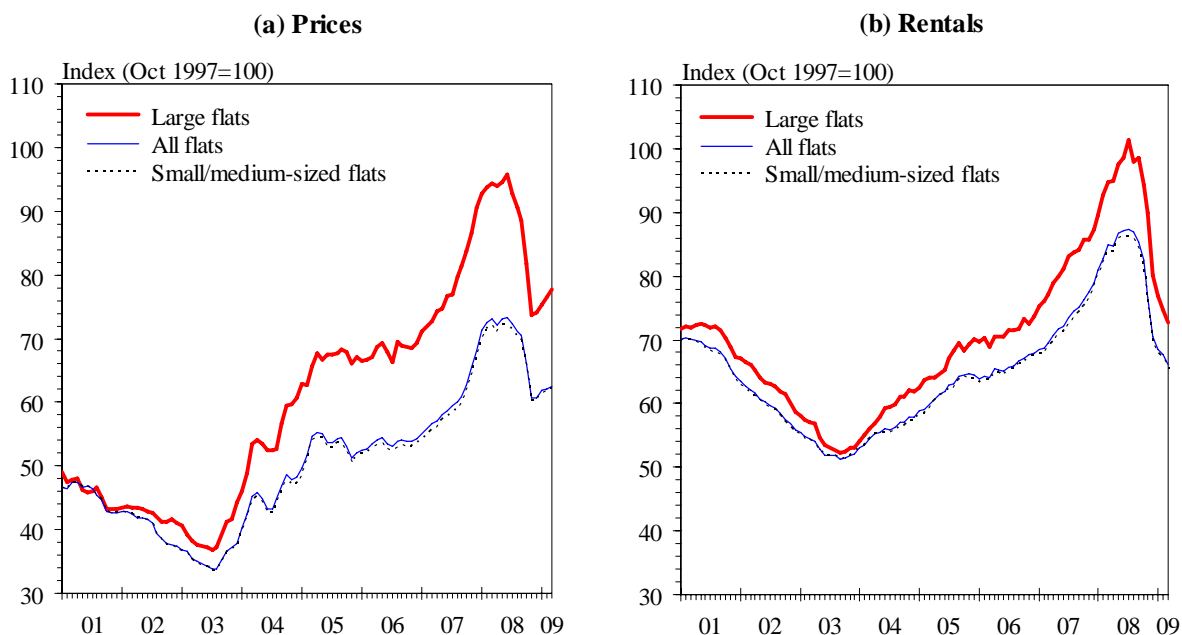 (a) Prices
Index (Oct 1997=100)
110
100
90
80
70
60
50
40
30
Large flats
All flats
Small/medium-sized flats
01 02 03 04 05 06 07 08 09
(b) Rentals
Index (Oct 1997=100)
110
100
90
80
70
60
50
40
30
Large flats
All flats
Small/medium-sized flats
01 02 03 04 05 06 07 08 09